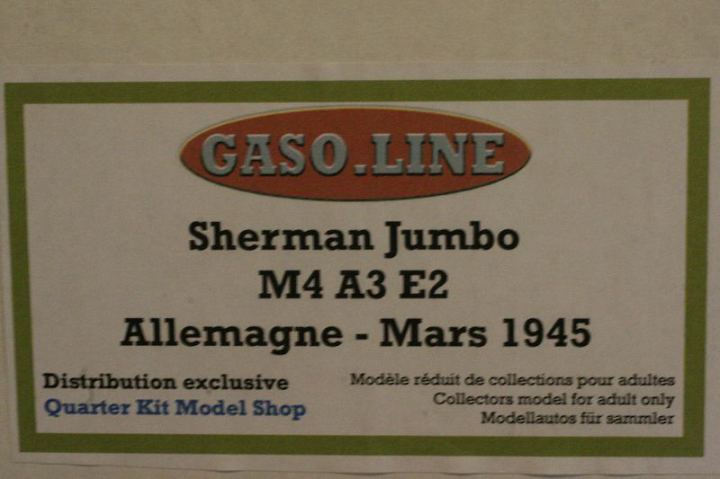 GASO.LINE
Sherman Jumbo
M4 A3 E2
Allemagne - Mars 1945
Distribution exclusive
Quarter Kit Model Shop
Modèle réduit de collections pour adultes
Collectors model for adult only
Modellautos für sammler